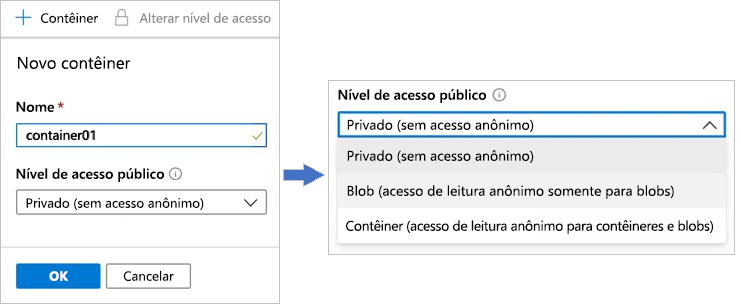 + Contêiner Alterar nível de acesso
Novo contêiner
Nome *
container01
Nível de acesso público
Privado (sem acesso anônimo)
OK Cancelar
Nível de acesso público
Privado (sem acesso anônimo)
Privado (sem acesso anônimo)
Blob (acesso de leitura anônimo somente para blobs)
Contêiner (acesso de leitura anônimo para contêineres e blobs)